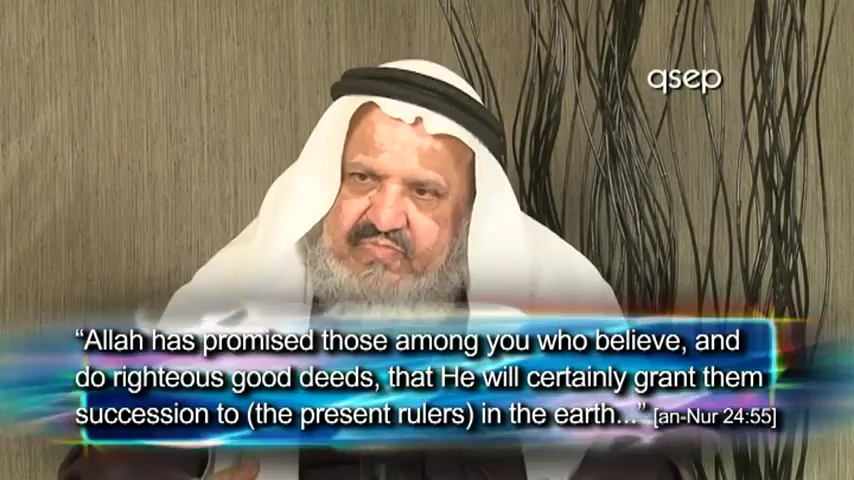 qsep
“Allah has promised those among you who believe, and
do righteous good deeds, that He will certainly grant them
succession to (the present rulers) in the earth...” [an-Nur 24:55]